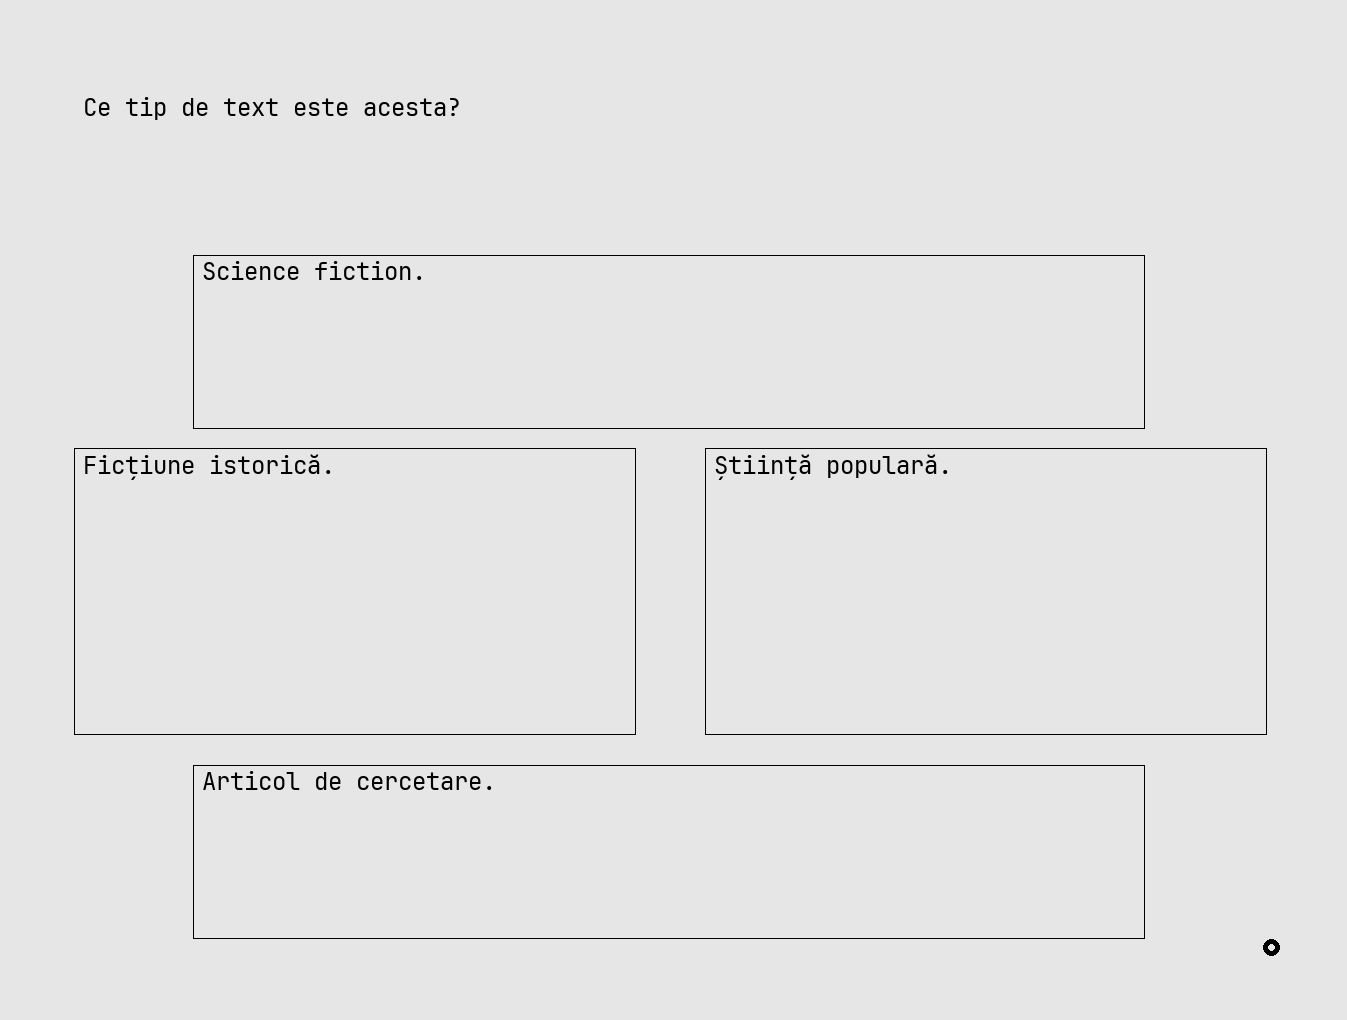 Ce tip de text este acesta?
Science fiction.
Ficțiune istorică.
Știință populară.
Articol de cercetare.